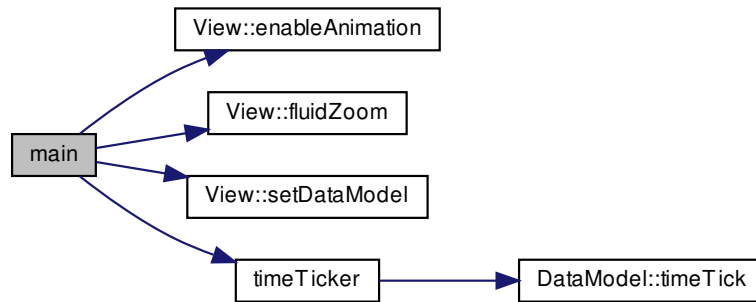 View::enableAnimation
View::fluidZoom
main
View::setDataModel
timeTicker
DataModel::timeTick